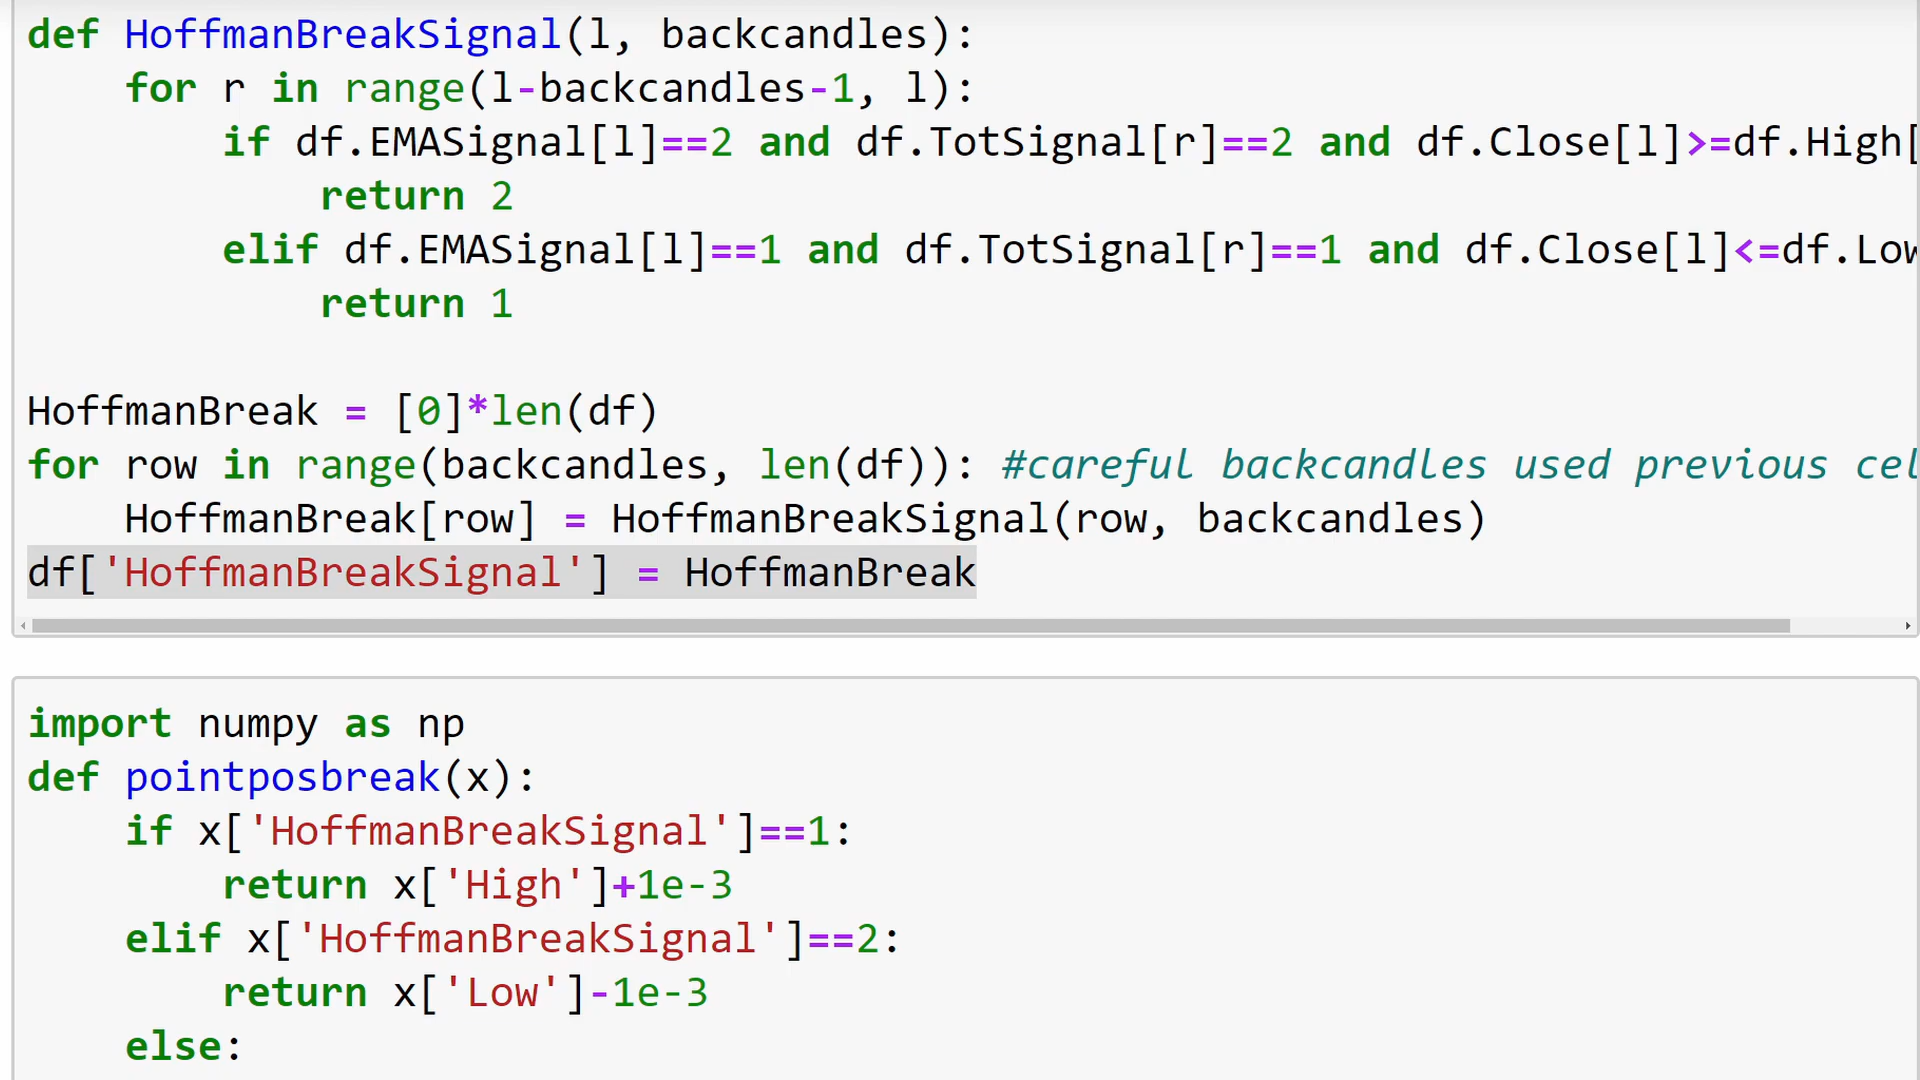 def HoffmanBreakSignal(l, backcandles):
    for r in range(l-backcandles-1, l):
        if df.EMASignal[l]==2 and df.TotSignal[r]==2 and df.Close[l]>=df.High[
            return 2
        elif df.EMASignal[l]==1 and df.TotSignal[r]==1 and df.Close[l]<=df.Low
            return 1
HoffmanBreak = [0]*len(df)
for row in range(backcandles, len(df)): #careful backcandles used previous cel
    HoffmanBreak[row] = HoffmanBreakSignal(row, backcandles)
df['HoffmanBreakSignal'] = HoffmanBreak
import numpy as np
def pointposbreak(x):
    if x['HoffmanBreakSignal']==1:
        return x['High']+1e-3
    elif x['HoffmanBreakSignal']==2:
        return x['Low']-1e-3
    else: